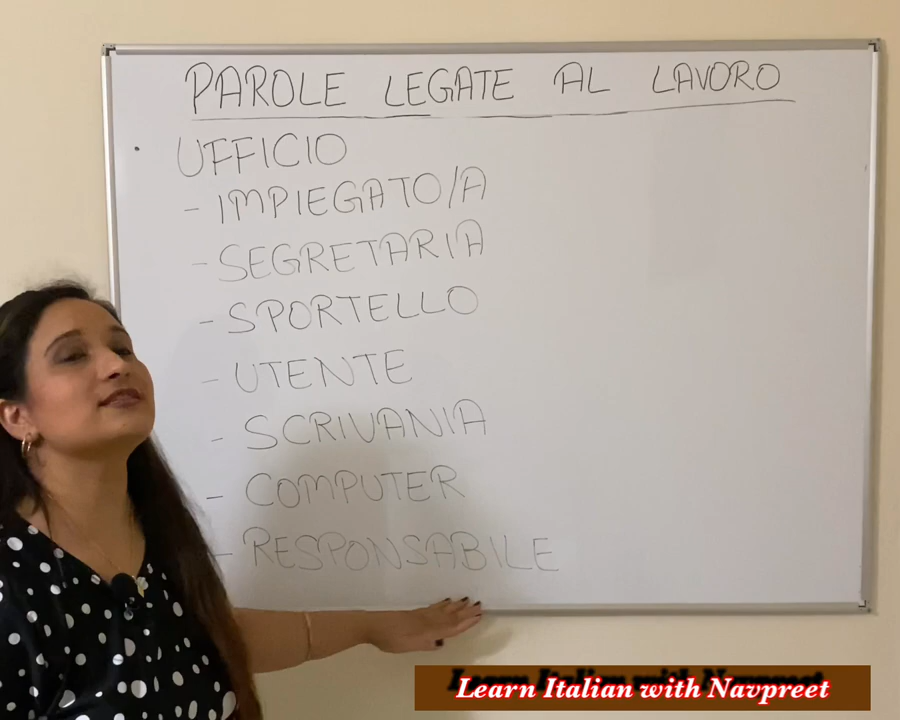 PAROLE LEGATE AL LAVORO
• UFFICIO
- IMPIEGATO/A
- SEGRETARIA
- SPORTELLO
- UTENTE
- SCRIVANIA
- COMPUTER
- RESPONSABILE
Learn Italian with Navpreet